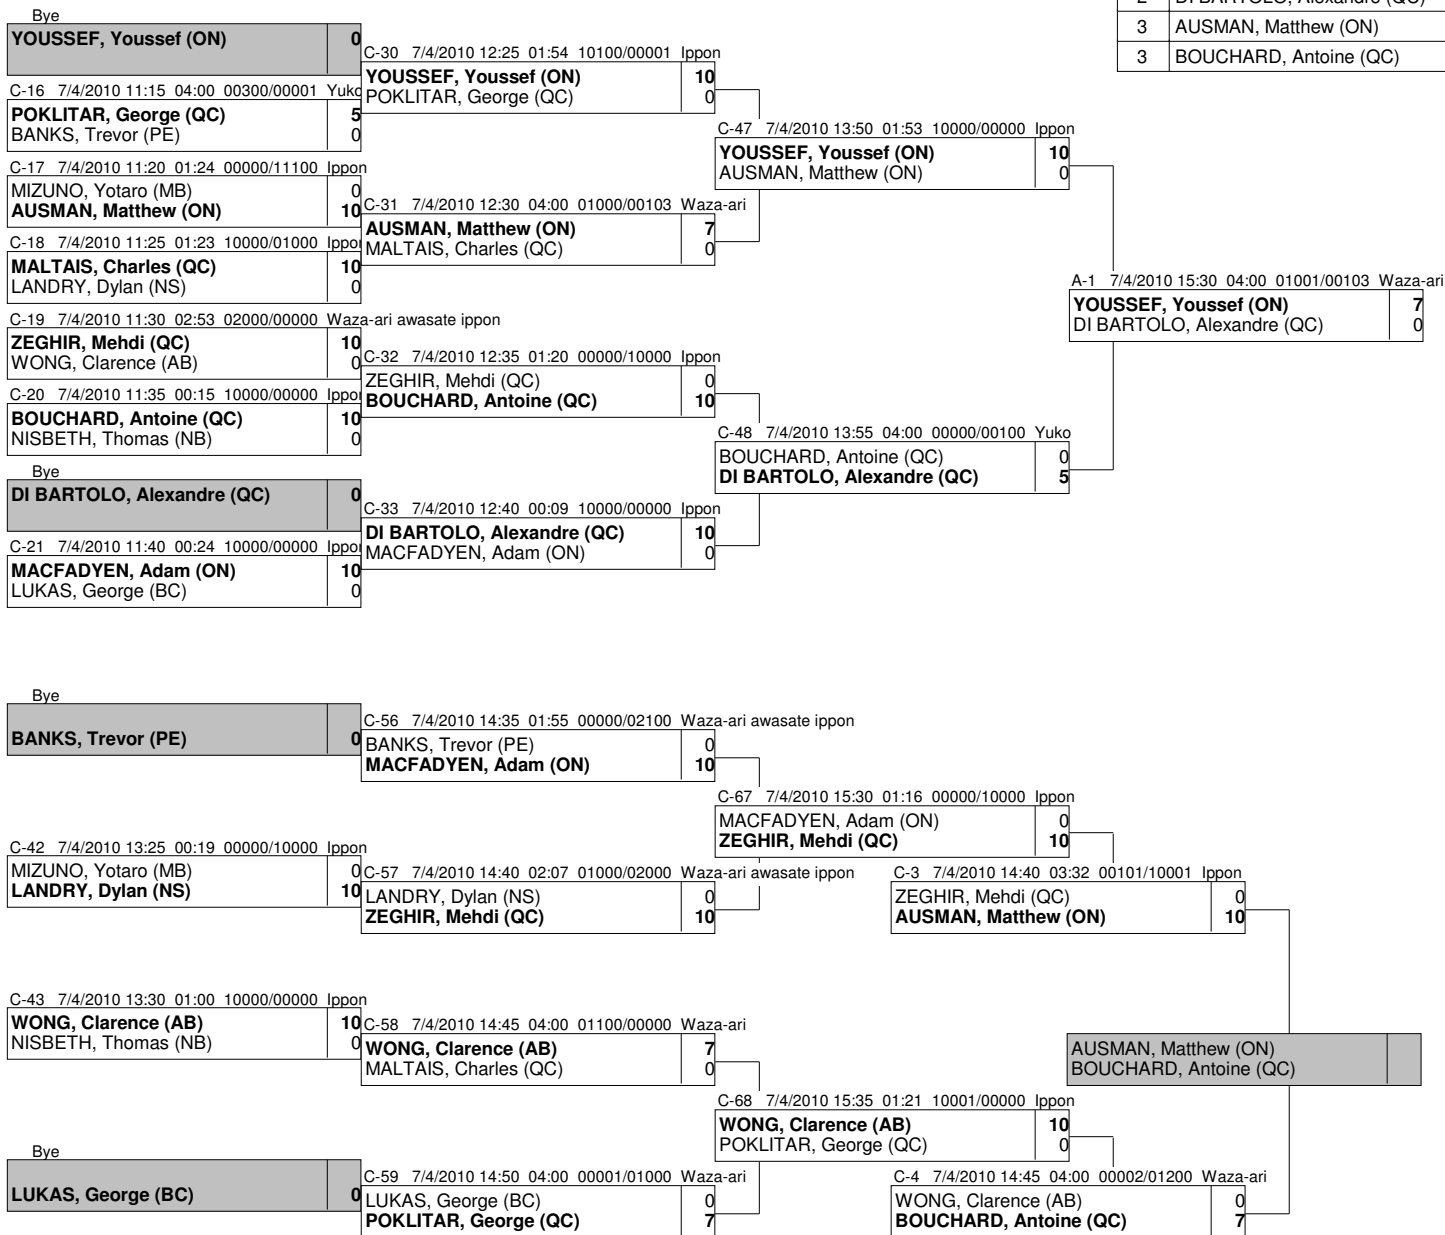 2 DI BARTOLO, Alexandre (QC)
3 AUSMAN, Matthew (ON)
3 BOUCHARD, Antoine (QC)
Bye
YOUSSEF, Youssef (ON) 0
C-16 7/4/2010 11:15 04:00 00300/00001 Yuko
POKLITAR, George (QC) 5
BANKS, Trevor (PE) 0
C-17 7/4/2010 11:20 01:24 00000/11100 Ippon
MIZUNO, Yotaro (MB) 0
AUSMAN, Matthew (ON) 10
C-18 7/4/2010 11:25 01:23 10000/01000 Ippon
MALTAIS, Charles (QC) 10
LANDRY, Dylan (NS) 0
C-19 7/4/2010 11:30 02:53 02000/00000 Waza-ari awasate ippon
ZEGHIR, Mehdi (QC) 10
WONG, Clarence (AB) 0
C-20 7/4/2010 11:35 00:15 10000/00000 Ippon
BOUCHARD, Antoine (QC) 10
NISBETH, Thomas (NB) 0
Bye
DI BARTOLO, Alexandre (QC) 0
C-21 7/4/2010 11:40 00:24 10000/00000 Ippon
MACFADYEN, Adam (ON) 10
LUKAS, George (BC) 0
C-30 7/4/2010 12:25 01:54 10100/00001 Ippon
YOUSSEF, Youssef (ON) 10
POKLITAR, George (QC) 0
C-31 7/4/2010 12:30 04:00 01000/00103 Waza-ari
AUSMAN, Matthew (ON) 7
MALTAIS, Charles (QC) 0
C-32 7/4/2010 12:35 01:20 00000/10000 Ippon
ZEGHIR, Mehdi (QC) 0
BOUCHARD, Antoine (QC) 10
C-33 7/4/2010 12:40 00:09 10000/00000 Ippon
DI BARTOLO, Alexandre (QC) 10
MACFADYEN, Adam (ON) 0
C-47 7/4/2010 13:50 01:53 10000/00000 Ippon
YOUSSEF, Youssef (ON) 10
AUSMAN, Matthew (ON) 0
C-48 7/4/2010 13:55 04:00 00000/00100 Yuko
BOUCHARD, Antoine (QC) 0
DI BARTOLO, Alexandre (QC) 5
A-1 7/4/2010 15:30 04:00 01001/00103 Waza-ari
YOUSSEF, Youssef (ON) 7
DI BARTOLO, Alexandre (QC) 0
Bye
BANKS, Trevor (PE) 0
C-42 7/4/2010 13:25 00:19 00000/10000 Ippon
MIZUNO, Yotaro (MB) 0
LANDRY, Dylan (NS) 10
C-43 7/4/2010 13:30 01:00 10000/00000 Ippon
WONG, Clarence (AB) 10
NISBETH, Thomas (NB) 0
Bye
LUKAS, George (BC) 0
C-56 7/4/2010 14:35 01:55 00000/02100 Waza-ari awasate ippon
BANKS, Trevor (PE) 0
MACFADYEN, Adam (ON) 10
C-57 7/4/2010 14:40 02:07 01000/02000 Waza-ari awasate ippon
LANDRY, Dylan (NS) 0
ZEGHIR, Mehdi (QC) 10
C-58 7/4/2010 14:45 04:00 01100/00000 Waza-ari
WONG, Clarence (AB) 7
MALTAIS, Charles (QC) 0
C-59 7/4/2010 14:50 04:00 00001/01000 Waza-ari
LUKAS, George (BC) 0
POKLITAR, George (QC) 7
C-67 7/4/2010 15:30 01:16 00000/10000 Ippon
MACFADYEN, Adam (ON) 0
ZEGHIR, Mehdi (QC) 10
C-68 7/4/2010 15:35 01:21 10001/00000 Ippon
WONG, Clarence (AB) 10
POKLITAR, George (QC) 0
C-3 7/4/2010 14:40 03:32 00101/10001 Ippon
ZEGHIR, Mehdi (QC) 0
AUSMAN, Matthew (ON) 10
C-4 7/4/2010 14:45 04:00 00002/01200 Waza-ari
WONG, Clarence (AB) 0
BOUCHARD, Antoine (QC) 7
AUSMAN, Matthew (ON)
BOUCHARD, Antoine (QC)